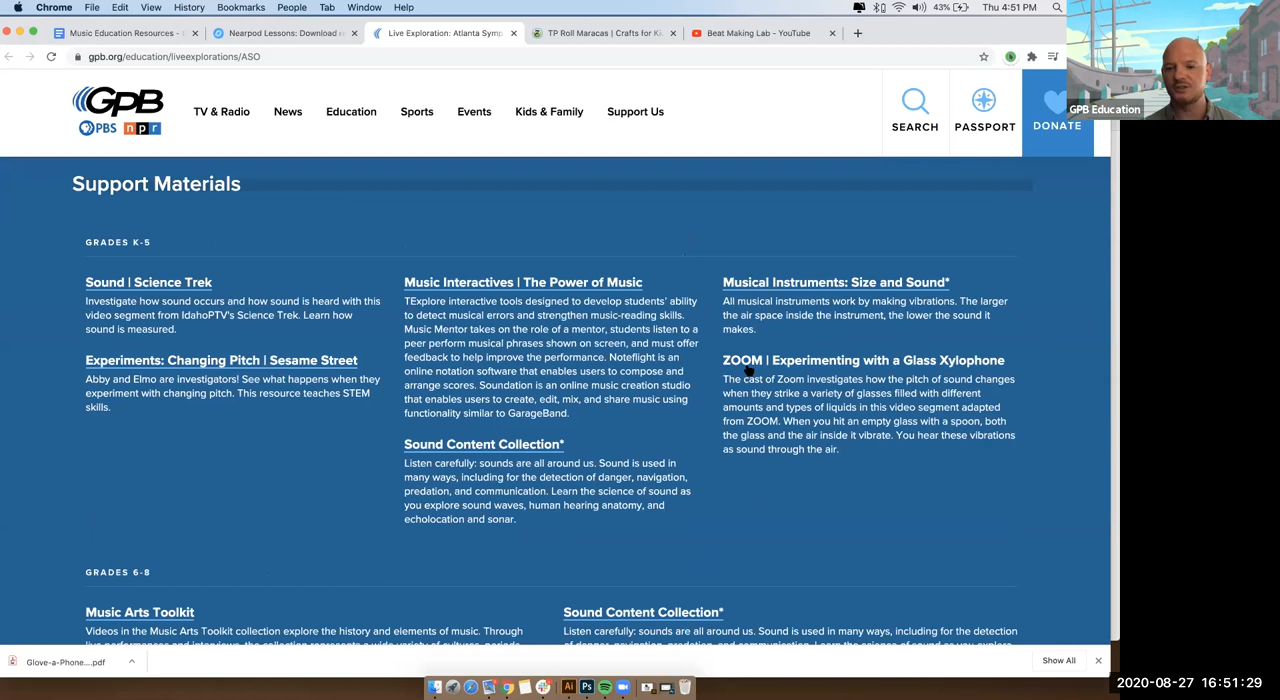 Chrome File Edit View History Bookmarks People Tab Window Help 43% Thu 4:51 PM
Music Education Resources - Nearpod Lessons: Download r Live Exploration: Atlanta Symp TP Roll Maracas | Crafts for Ki Beat Making Lab - YouTube
gpb.org/education/liveexplorations/ASO
GPB Education
GPB
PBS npr
TV & Radio News Education Sports Events Kids & Family Support Us
SEARCH PASSPORT DONATE
Support Materials
GRADES K-5
Sound | Science Trek
Investigate how sound occurs and how sound is heard with this
video segment from IdahoPTV's Science Trek. Learn how
sound is measured.
Experiments: Changing Pitch | Sesame Street
Abby and Elmo are investigators! See what happens when they
experiment with changing pitch. This resource teaches STEM
skills.
Music Interactives | The Power of Music
TExplore interactive tools designed to develop students' ability
to detect musical errors and strengthen music-reading skills.
Music Mentor takes on the role of a mentor, students listen to a
peer perform musical phrases shown on screen, and must offer
feedback to help improve the performance. Noteflight is an
online notation software that enables users to compose and
arrange scores. Soundation is an online music creation studio
that enables users to create, edit, mix, and share music using
functionality similar to GarageBand.
Sound Content Collection*
Listen carefully: sounds are all around us. Sound is used in
many ways, including for the detection of danger, navigation,
predation, and communication. Learn the science of sound as
you explore sound waves, human hearing anatomy, and
echolocation and sonar.
Musical Instruments: Size and Sound*
All musical instruments work by making vibrations. The larger
the air space inside the instrument, the lower the sound it
makes.
ZOOM | Experimenting with a Glass Xylophone
The cast of Zoom investigates how the pitch of sound changes
when they strike a variety of glasses filled with different
amounts and types of liquids in this video segment adapted
from ZOOM. When you hit an empty glass with a spoon, both
the glass and the air inside it vibrate. You hear these vibrations
as sound through the air.
GRADES 6-8
Music Arts Toolkit
Videos in the Music Arts Toolkit collection explore the history and elements of music. Through
Sound Content Collection*
Listen carefully: sounds are all around us. Sound is used in many ways, including for the detection
Glove-a-Phone....pdf
Show All
Ai Ps
2020-08-27 16:51:29